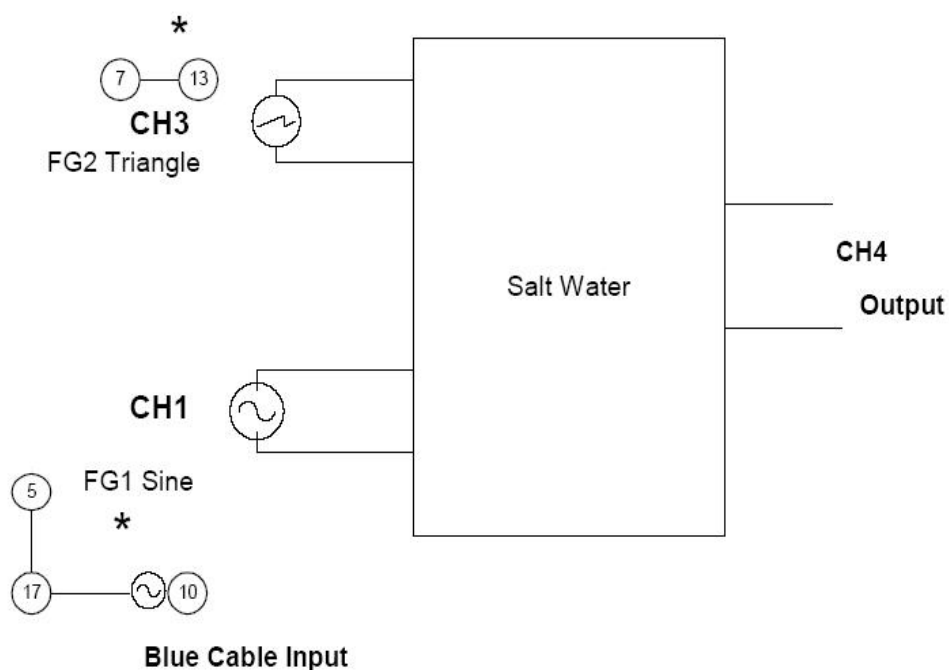 *
7 13
CH3
FG2 Triangle
Salt Water
CH4
Output
CH1
FG1 Sine
5
*
17 10
Blue Cable Input